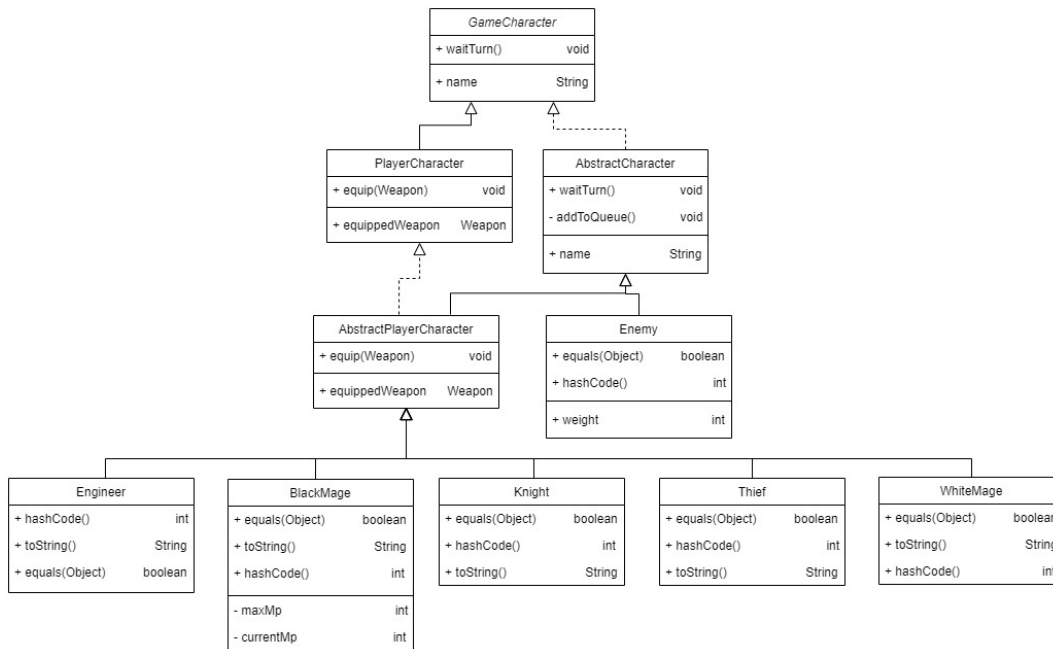 GameCharacter
+ waitTurn() void
+ name String
PlayerCharacter
+ equip(Weapon) void
+ equippedWeapon Weapon
AbstractCharacter
+ waitTurn() void
- addToQueue() void
+ name String
AbstractPlayerCharacter
+ equip(Weapon) void
+ equippedWeapon Weapon
Enemy
+ equals(Object) boolean
+ hashCode() int
+ weight int
Engineer
+ hashCode() int
+ toString() String
+ equals(Object) boolean
BlackMage
+ equals(Object) boolean
+ toString() String
+ hashCode() int
- maxMp int
- currentMp int
Knight
+ equals(Object) boolean
+ hashCode() int
+ toString() String
Thief
+ equals(Object) boolean
+ hashCode() int
+ toString() String
WhiteMage
+ equals(Object) boolean
+ toString() String
+ hashCode() int